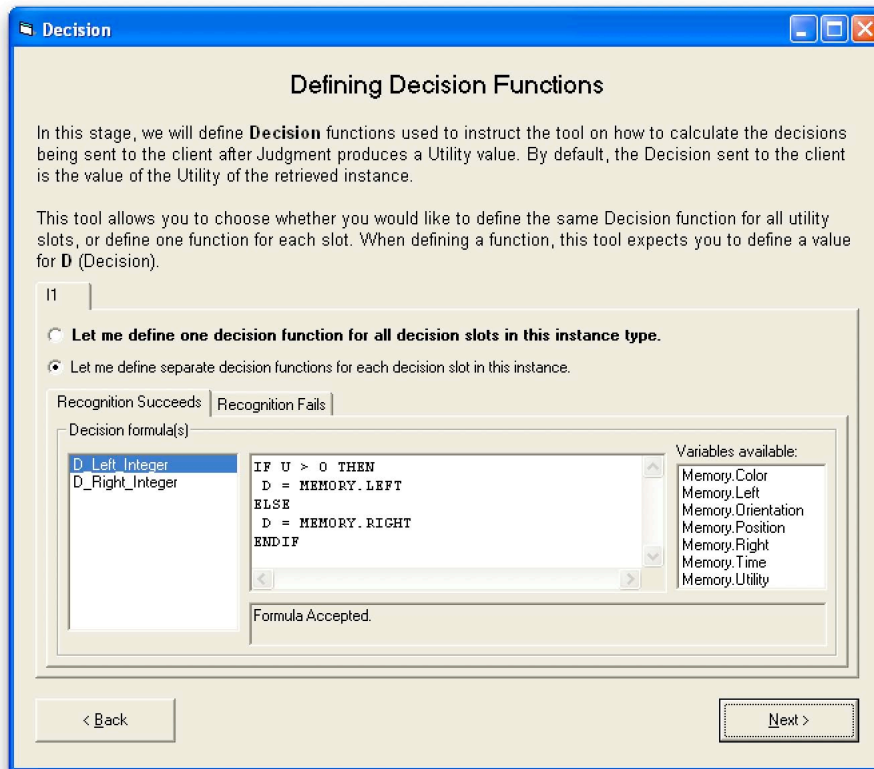 Decision
Defining Decision Functions
In this stage, we will define Decision functions used to instruct the tool on how to calculate the decisions
being sent to the client after Judgment produces a Utility value. By default, the Decision sent to the client
is the value of the Utility of the retrieved instance.
This tool allows you to choose whether you would like to define the same Decision function for all utility
slots, or define one function for each slot. When defining a function, this tool expects you to define a value
for D (Decision).
I1
Let me define one decision function for all decision slots in this instance type.
Let me define separate decision functions for each decision slot in this instance.
Recognition Succeeds
Recognition Fails
Decision formula(s)
D_Left_Integer
D_Right_Integer
IF U > 0 THEN
D = MEMORY.LEFT
ELSE
D = MEMORY.RIGHT
ENDIF
Variables available:
Memory.Color
Memory.Left
Memory.Orientation
Memory.Position
Memory.Right
Memory.Time
Memory.Utility
Formula Accepted.
< Back
Next >